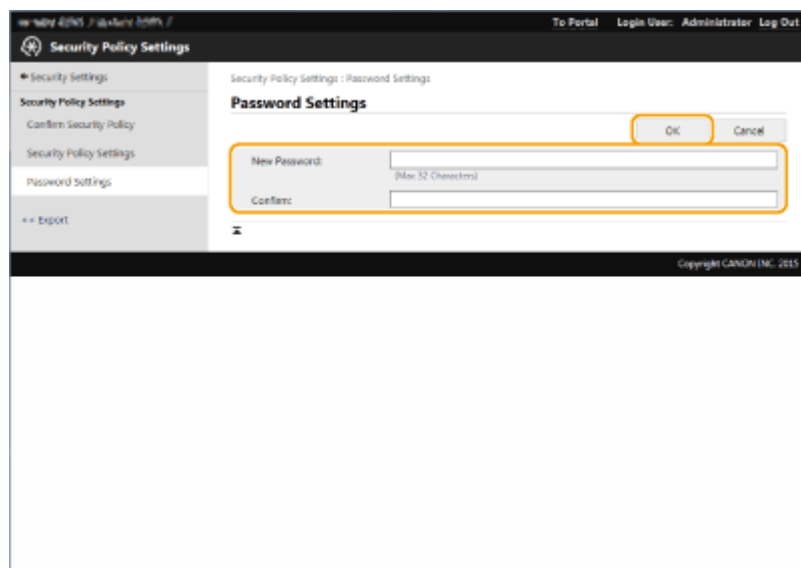 To Portal Login User: Administrator Log Out
Security Policy Settings
Security Settings
Security Policy Settings : Password Settings
Security Policy Settings
Password Settings
Confirm Security Policy
OK Cancel
Security Policy Settings
New Password:
(Max 32 Characters)
Password Settings
Confirm:
<< Export
Copyright CANON INC. 2015